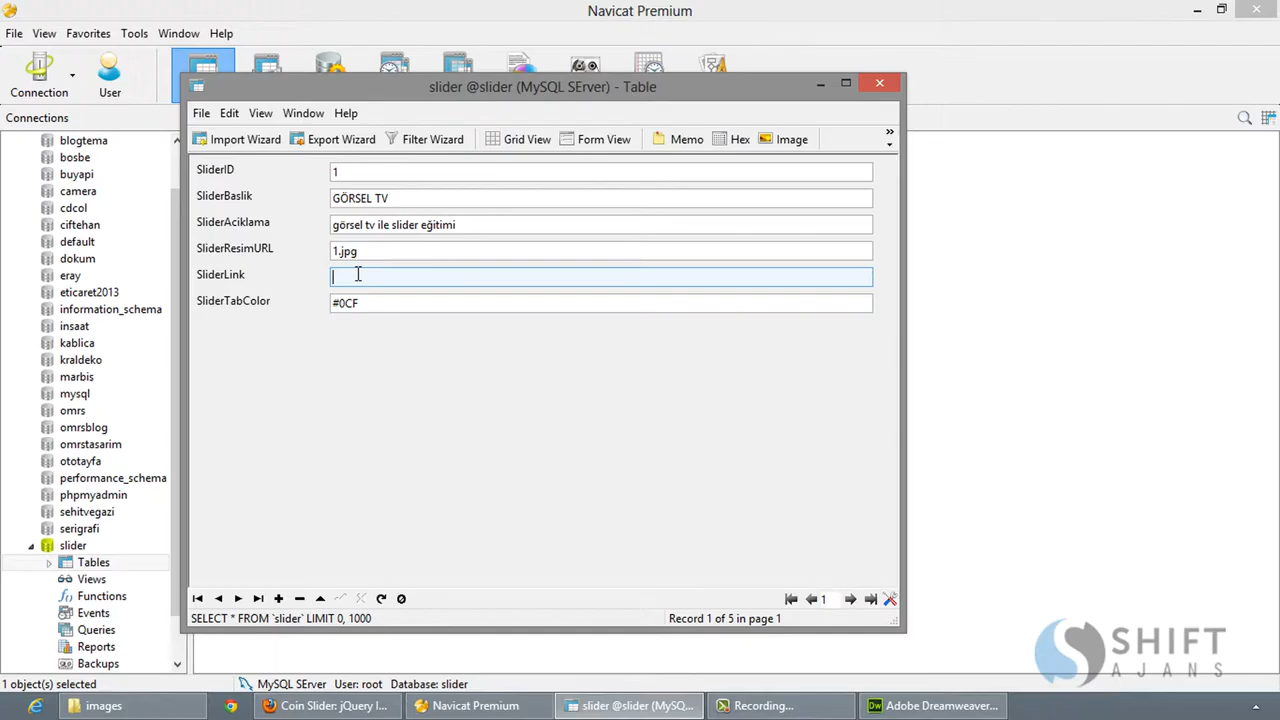 Navicat Premium
File View Favorites Tools Window Help
Connection
User
Connections
blogtema
bosbe
buyapi
camera
cdcol
ciftehan
default
dokum
eray
eticaret2013
information_schema
insaat
kablica
kraldeko
marbis
mysql
omrs
omrsblog
omrstasarim
ototayfa
performance_schema
phpmyadmin
sehitvegazi
serigrafi
slider
Tables
Views
Functions
Events
Queries
Reports
Backups
slider @slider (MySQL SErver) - Table
File Edit View Window Help
Import Wizard Export Wizard Filter Wizard Grid View Form View Memo Hex Image
SliderID 1
SliderBaslik GÖRSEL TV
SliderAciklama görsel tv ile slider eğitimi
SliderResimURL 1.jpg
SliderLink
SliderTabColor #0CF
1
SELECT * FROM `slider` LIMIT 0, 1000 Record 1 of 5 in page 1
SHIFT
AJANS
1 object(s) selected MySQL SErver User: root Database: slider
images Coin Slider: jQuery I... Navicat Premium slider @slider (MySQ... Recording... Adobe Dreamweaver...